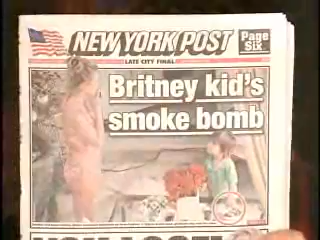 NEW YORK POST
Page
Six
LATE CITY FINAL
Britney kid's
smoke bomb